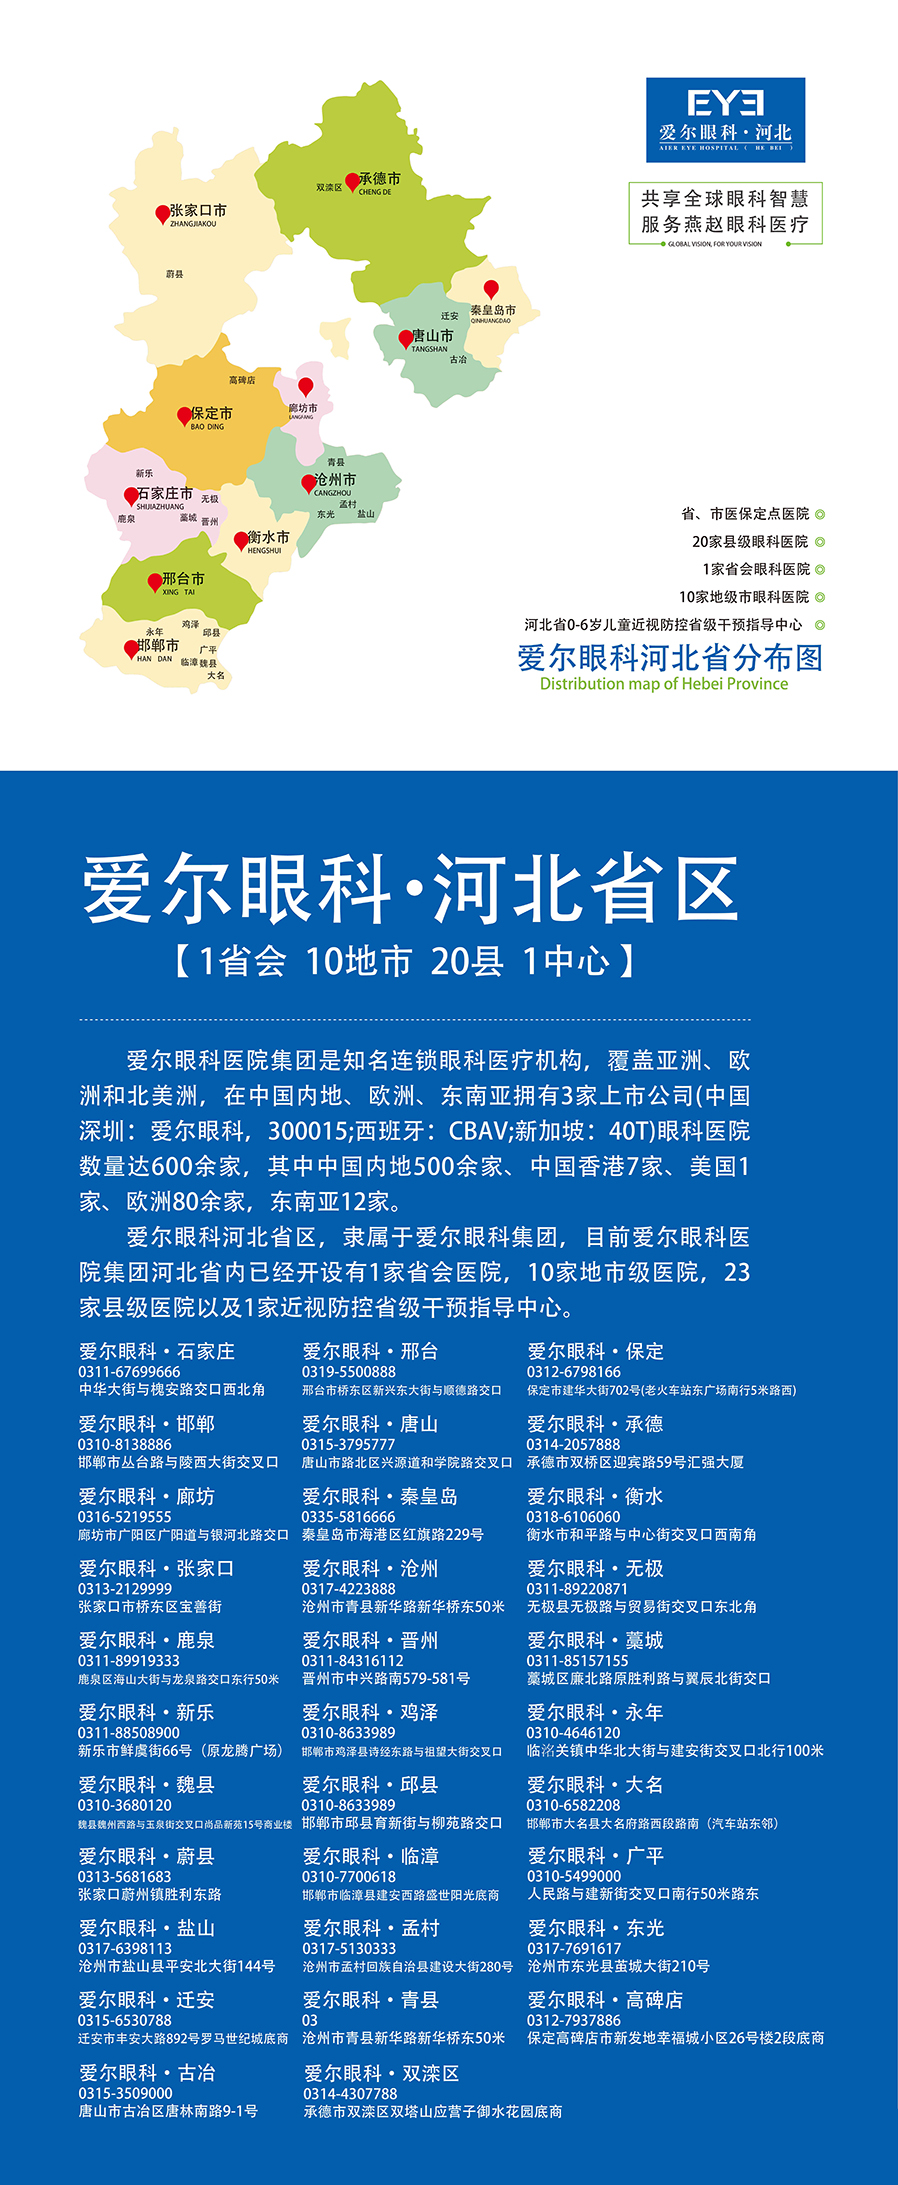 EYE
爱尔眼科·河北
AIER EYE HOSPITAL ( HE BEI )
共享全球眼科智慧
服务燕赵眼科医疗
GLOBAL VISION, FOR YOUR VISION
承德市
CHENG DE
双滦区
张家口市
ZHANGJIAKOU
蔚县
秦皇岛市
QINHUANGDAO
迁安
唐山市
TANGSHAN
古冶
高碑店
保定市
BAO DING
廊坊市
LANGFANG
青县
沧州市
CANGZHOU
孟村
东光
盐山
新乐
石家庄市
SHIJIAZHUANG
无极
鹿泉
藁城
晋州
衡水市
HENGSHUI
邢台市
XING TAI
鸡泽
永年
邱县
邯郸市
HAN DAN
广平
临漳
魏县
大名
省、市医保定点医院
20家县级眼科医院
1家省会眼科医院
10家地级市眼科医院
河北省0-6岁儿童近视防控省级干预指导中心
爱尔眼科河北省分布图
Distribution map of Hebei Province
爱尔眼科·河北省区
【1省会 10地市 20县 1中心】
爱尔眼科医院集团是知名连锁眼科医疗机构，覆盖亚洲、欧
洲和北美洲，在中国内地、欧洲、东南亚拥有3家上市公司(中国
深圳：爱尔眼科，300015;西班牙：CBAV;新加坡：40T)眼科医院
数量达600余家，其中中国内地500余家、中国香港7家、美国1
家、欧洲80余家，东南亚12家。
爱尔眼科河北省区，隶属于爱尔眼科集团，目前爱尔眼科医
院集团河北省内已经开设有1家省会医院，10家地市级医院，23
家县级医院以及1家近视防控省级干预指导中心。
爱尔眼科·石家庄
0311-67699666
中华大街与槐安路交口西北角
爱尔眼科·邢台
0319-5500888
邢台市桥东区新兴东大街与顺德路交口
爱尔眼科·保定
0312-6798166
保定市建华大街702号(老火车站东广场南行5米路西)
爱尔眼科·邯郸
0310-8138886
邯郸市丛台路与陵西大街交叉口
爱尔眼科·唐山
0315-3795777
唐山市路北区兴源道和学院路交叉口
爱尔眼科·承德
0314-2057888
承德市双桥区迎宾路59号汇强大厦
爱尔眼科·廊坊
0316-5219555
廊坊市广阳区广阳道与银河北路交口
爱尔眼科·秦皇岛
0335-5816666
秦皇岛市海港区红旗路229号
爱尔眼科·衡水
0318-6106060
衡水市和平路与中心街交叉口西南角
爱尔眼科·张家口
0313-2129999
张家口市桥东区宝善街
爱尔眼科·沧州
0317-4223888
沧州市青县新华路新华桥东50米
爱尔眼科·无极
0311-89220871
无极县无极路与贸易街交叉口东北角
爱尔眼科·鹿泉
0311-89919333
鹿泉区海山大街与龙泉路交口东行50米
爱尔眼科·晋州
0311-84316112
晋州市中兴路南579-581号
爱尔眼科·藁城
0311-85157155
藁城区廉北路原胜利路与翼辰北街交口
爱尔眼科·新乐
0311-88508900
新乐市鲜虞街66号（原龙腾广场）
爱尔眼科·鸡泽
0310-8633989
邯郸市鸡泽县诗经东路与祖望大街交叉口
爱尔眼科·永年
0310-4646120
临洺关镇中华北大街与建安街交叉口北行100米
爱尔眼科·魏县
0310-3680120
魏县魏州西路与玉泉街交叉口尚品新苑15号商业楼
爱尔眼科·邱县
0310-8633989
邯郸市邱县育新街与柳苑路交口
爱尔眼科·大名
0310-6582208
邯郸市大名县大名府路西段路南（汽车站东邻）
爱尔眼科·蔚县
0313-5681683
张家口蔚州镇胜利东路
爱尔眼科·临漳
0310-7700618
邯郸市临漳县建安西路盛世阳光底商
爱尔眼科·广平
0310-5499000
人民路与建新街交叉口南行50米路东
爱尔眼科·盐山
0317-6398113
沧州市盐山县平安北大街144号
爱尔眼科·孟村
0317-5130333
沧州市孟村回族自治县建设大街280号
爱尔眼科·东光
0317-7691617
沧州市东光县茧城大街210号
爱尔眼科·迁安
0315-6530788
迁安市丰安大路892号罗马世纪城底商
爱尔眼科·青县
03
沧州市青县新华路新华桥东50米
爱尔眼科·高碑店
0312-7937886
保定高碑店市新发地幸福城小区26号楼2段底商
爱尔眼科·古冶
0315-3509000
唐山市古冶区唐林南路9-1号
爱尔眼科·双滦区
0314-4307788
承德市双滦区双塔山应营子御水花园底商